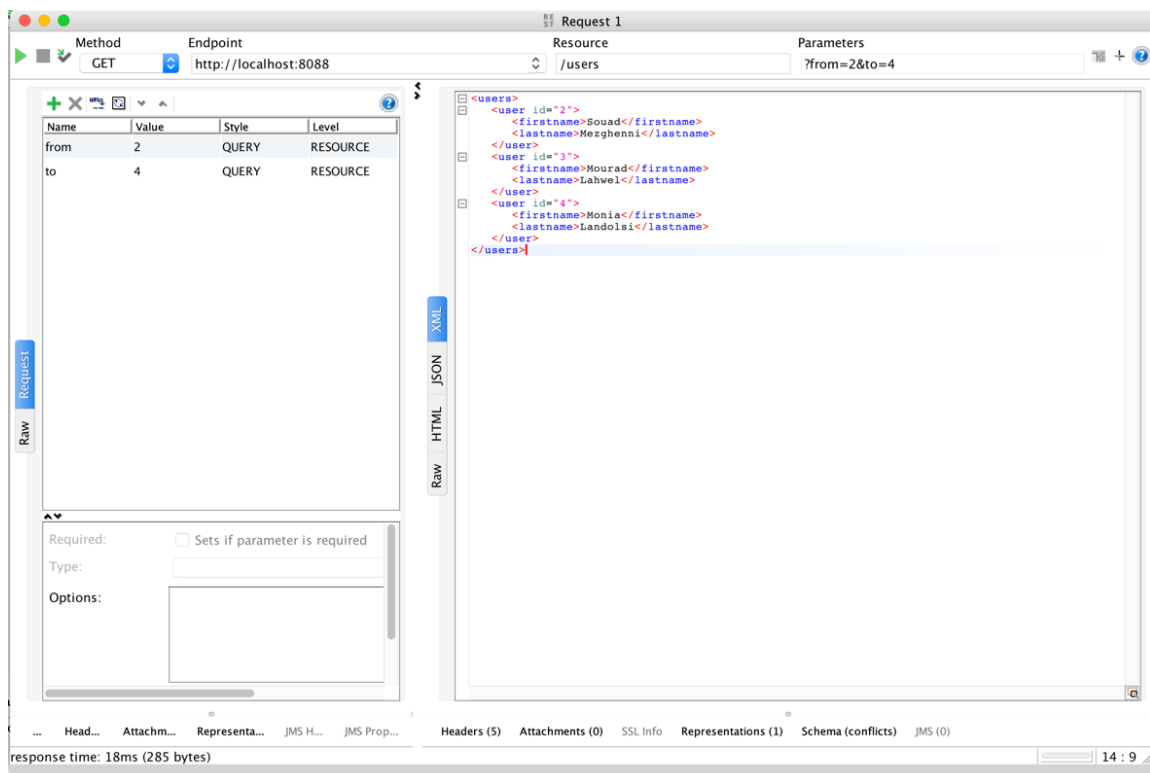 RE ST Request 1
Method Endpoint Resource Parameters
GET http://localhost:8088 /users ?from=2&to=4
Name Value Style Level
from 2 QUERY RESOURCE
to 4 QUERY RESOURCE
Required: Sets if parameter is required
Type:
Options:
Request
Raw
XML
JSON
HTML
Raw
<users>
<user id="2">
<firstname>Souad</firstname>
<lastname>Mezghenni</lastname>
</user>
<user id="3">
<firstname>Mourad</firstname>
<lastname>Lahwel</lastname>
</user>
<user id="4">
<firstname>Monia</firstname>
<lastname>Landolsi</lastname>
</user>
</users>
... Head... Attachm... Representa... JMS H... JMS Prop...
Headers (5) Attachments (0) SSL Info Representations (1) Schema (conflicts) JMS (0)
response time: 18ms (285 bytes) 14 : 9